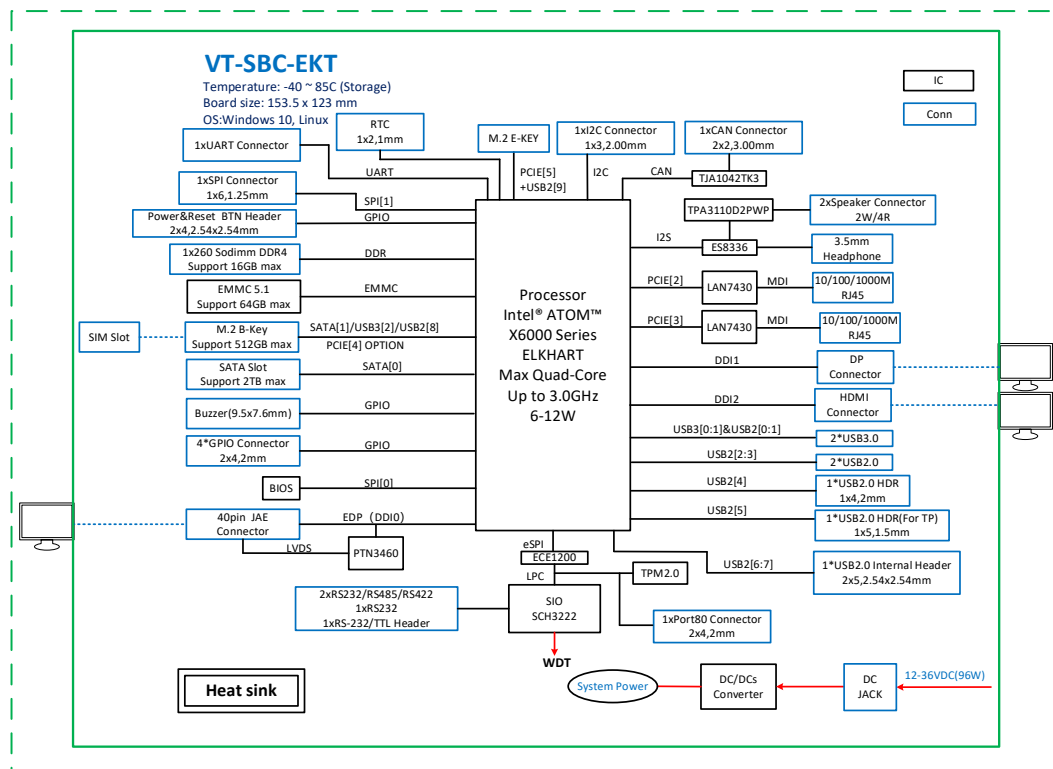 VT-SBC-EKT
Temperature: -40 ~ 85C (Storage)
Board size: 153.5 x 123 mm
OS:Windows 10, Linux
IC
Conn
1xUART Connector
UART
RTC
1x2,1mm
M.2 E-KEY
PCIE[5]
+USB2[9]
1xI2C Connector
1x3,2.00mm
I2C
1xCAN Connector
2x2,3.00mm
CAN
TJA1042TK3
1xSPI Connector
1x6,1.25mm
SPI[1]
Power&Reset BTN Header
2x4,2.54x2.54mm
GPIO
1x260 Sodimm DDR4
Support 16GB max
DDR
EMMC 5.1
Support 64GB max
EMMC
SIM Slot
M.2 B-Key
Support 512GB max
SATA[1]/USB3[2]/USB2[8]
PCIE[4] OPTION
SATA Slot
Support 2TB max
SATA[0]
Buzzer(9.5x7.6mm)
GPIO
4*GPIO Connector
2x4,2mm
GPIO
BIOS
SPI[0]
40pin JAE
Connector
EDP（DDI0）
LVDS
PTN3460
Processor
Intel® ATOM™
X6000 Series
ELKHART
Max Quad-Core
Up to 3.0GHz
6-12W
TPA3110D2PWP
2xSpeaker Connector
2W/4R
I2S
ES8336
3.5mm
Headphone
PCIE[2]
LAN7430
MDI
10/100/1000M
RJ45
PCIE[3]
LAN7430
MDI
10/100/1000M
RJ45
DDI1
DP
Connector
DDI2
HDMI
Connector
USB3[0:1]&USB2[0:1]
2*USB3.0
USB2[2:3]
2*USB2.0
USB2[4]
1*USB2.0 HDR
1x4,2mm
USB2[5]
1*USB2.0 HDR(For TP)
1x5,1.5mm
USB2[6:7]
1*USB2.0 Internal Header
2x5,2.54x2.54mm
eSPI
ECE1200
LPC
TPM2.0
2xRS232/RS485/RS422
1xRS232
1xRS-232/TTL Header
SIO
SCH3222
1xPort80 Connector
2x4,2mm
WDT
Heat sink
System Power
DC/DCs
Converter
DC
JACK
12-36VDC(96W)